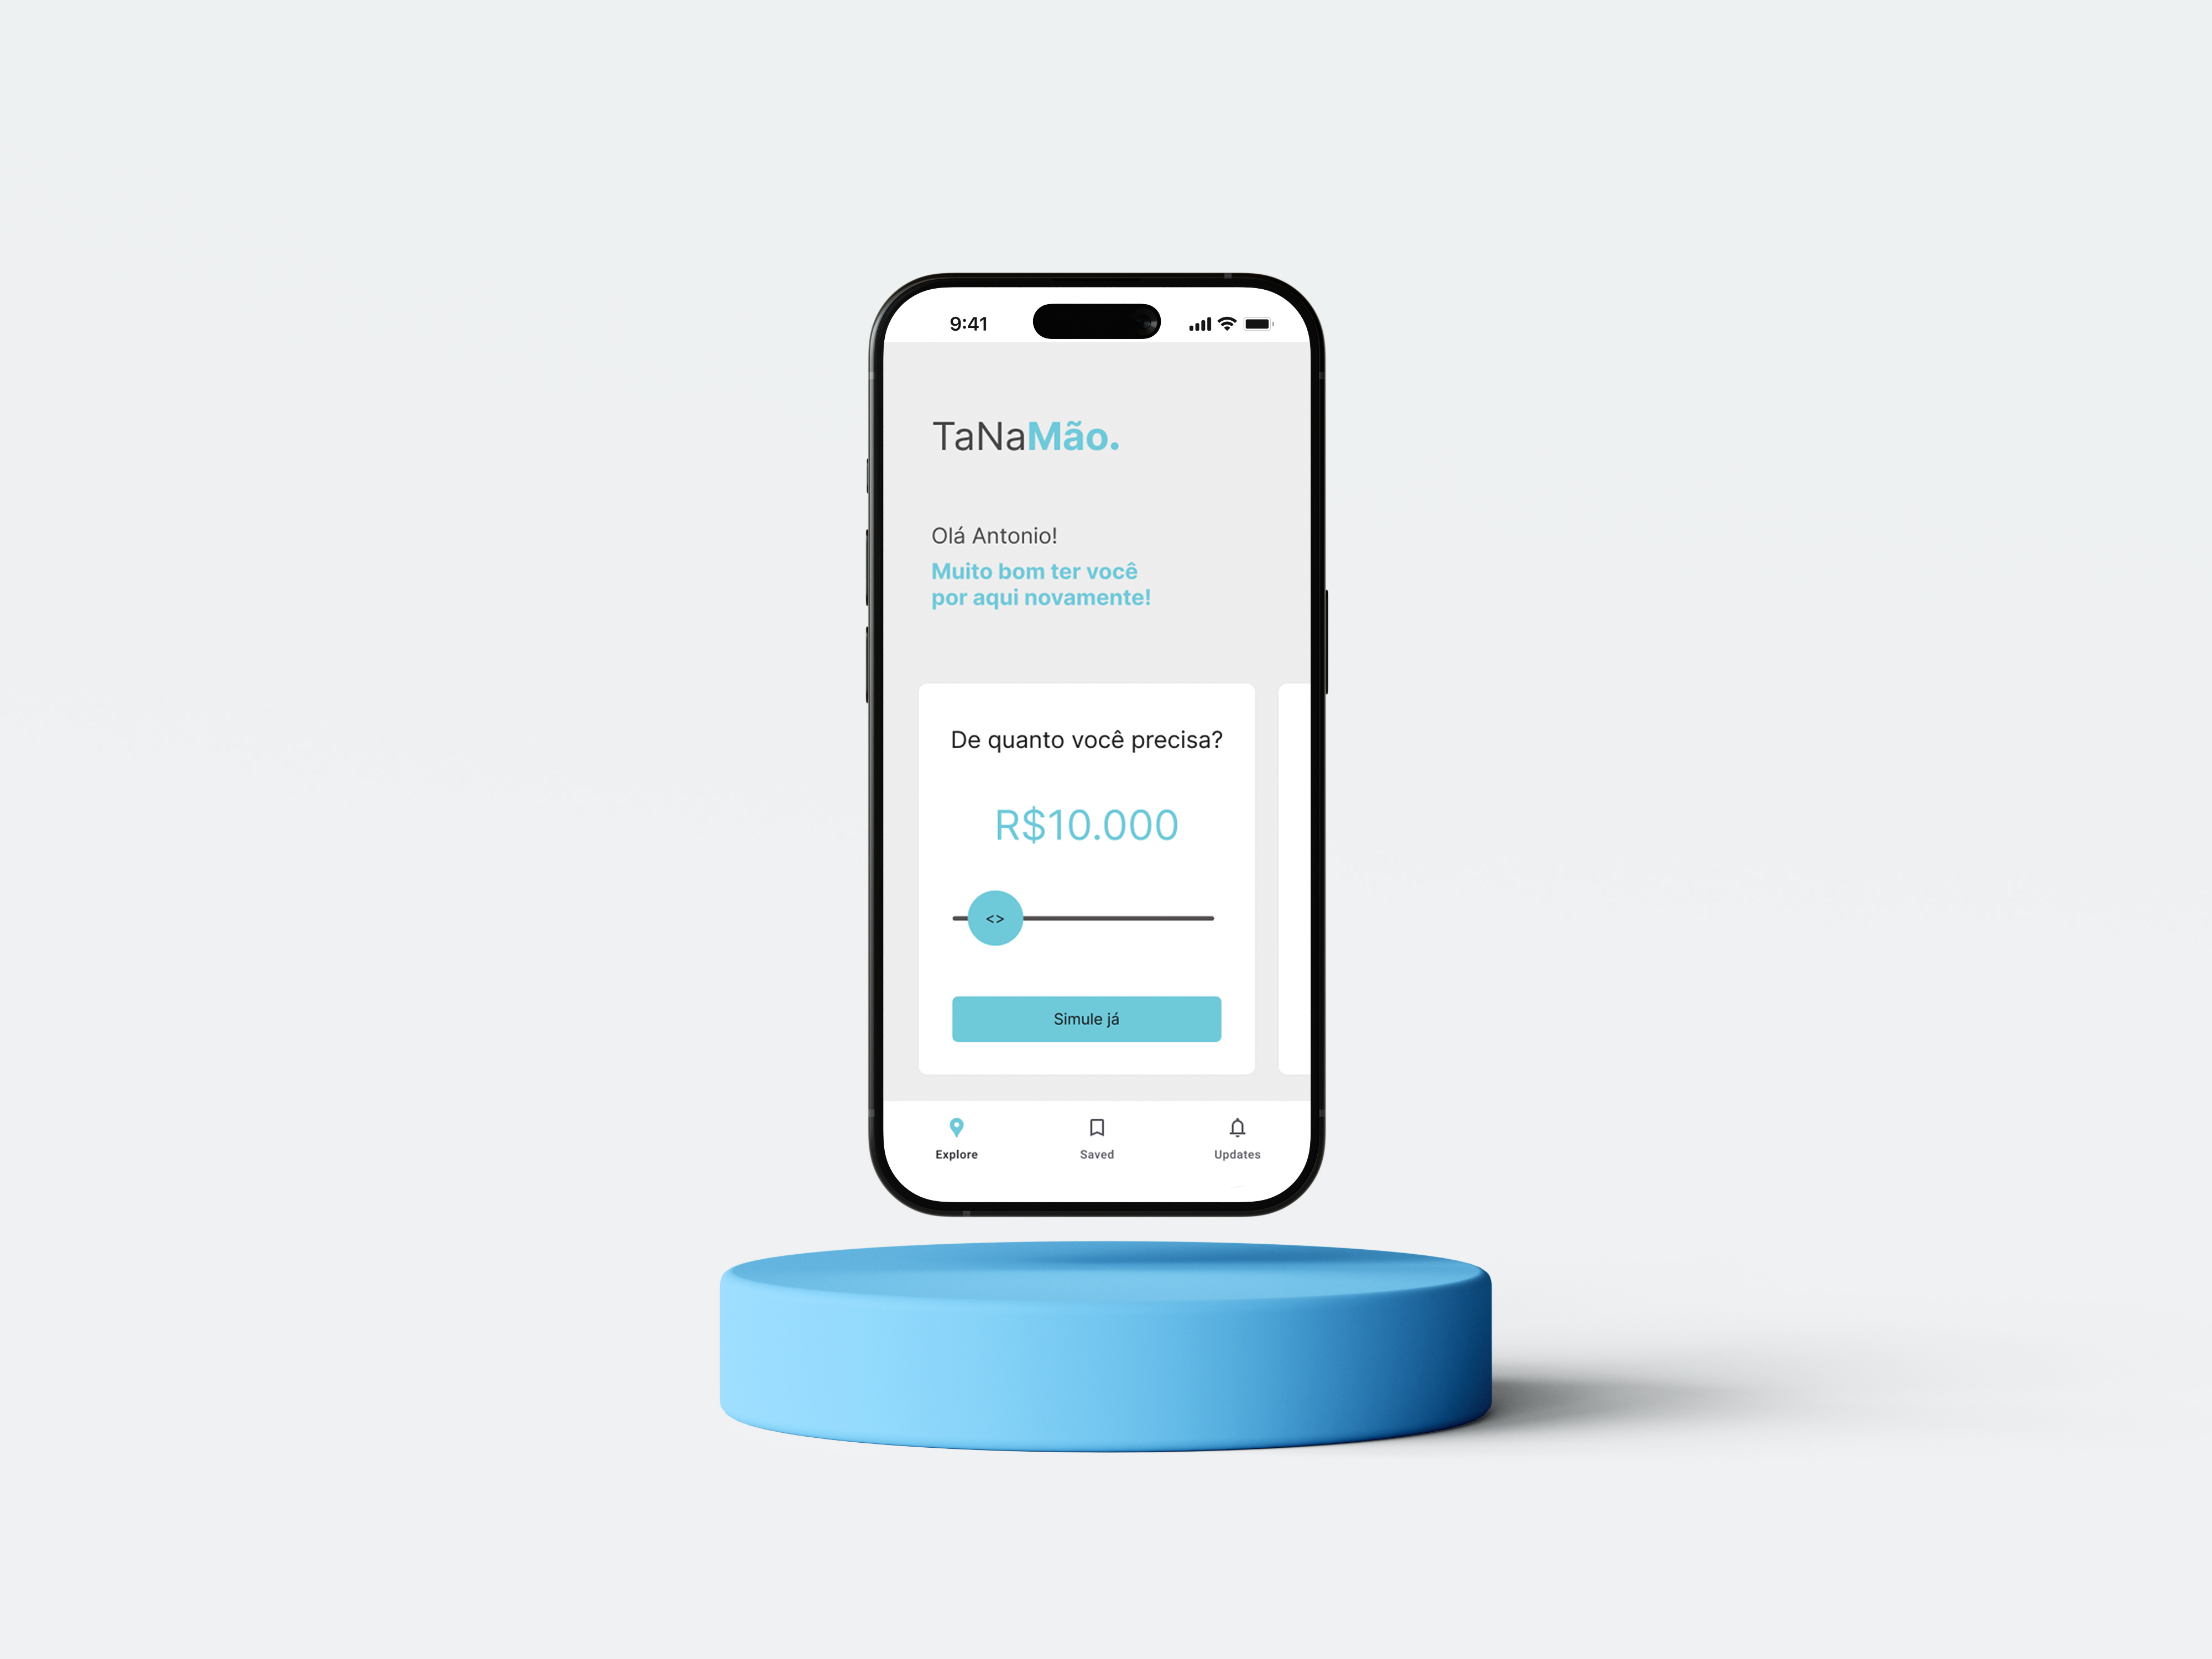 9:41
TaNaMão.
Olá Antonio!
Muito bom ter você
por aqui novamente!
De quanto você precisa?
R$10.000
<>
Simule já
Explore
Saved
Updates